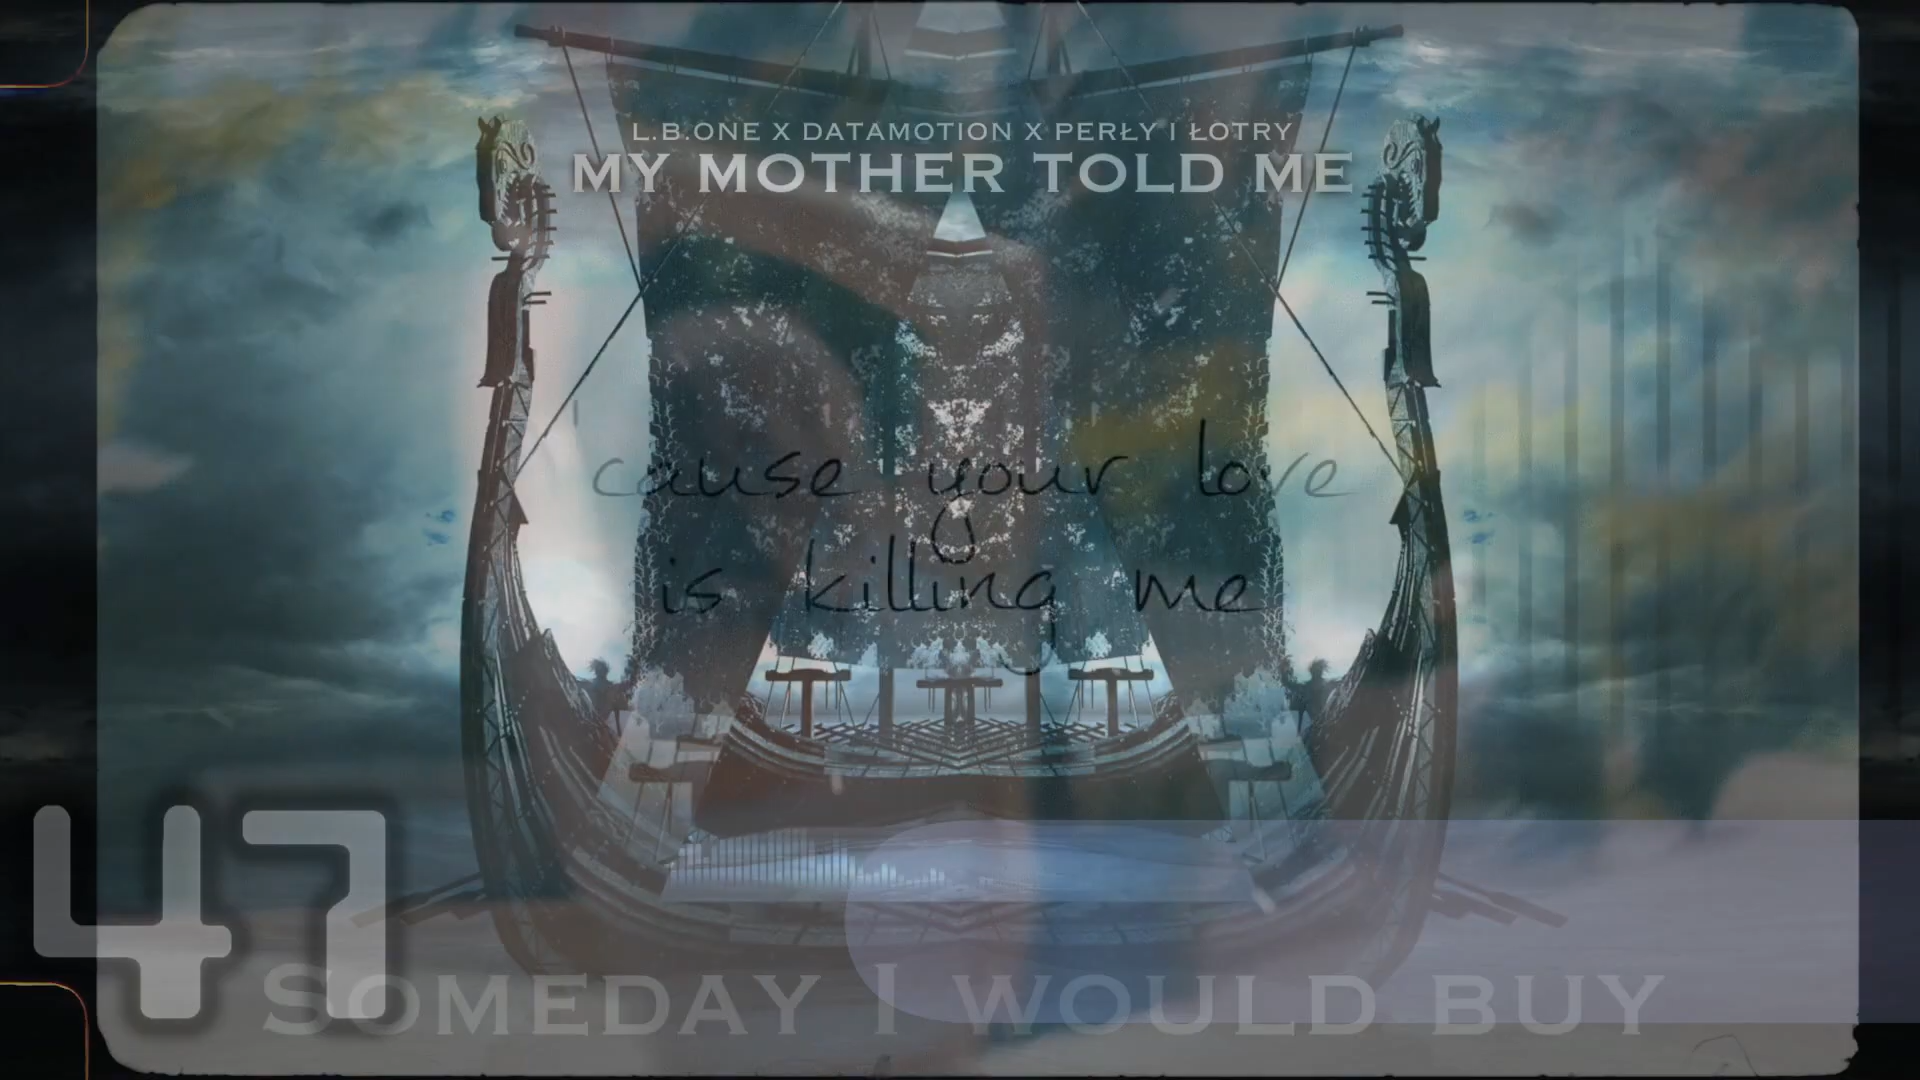 L.B.ONE X DATAMOTION X PERŁY I ŁOTRY
MY MOTHER TOLD ME
'cause your love
is killing me
47
SOMEDAY I WOULD BUY